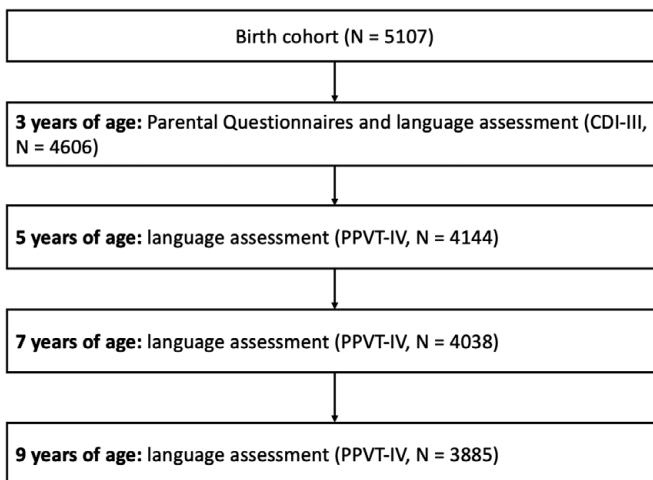 Birth cohort (N = 5107)
3 years of age: Parental Questionnaires and language assessment (CDI-III,
N = 4606)
5 years of age: language assessment (PPVT-IV, N = 4144)
7 years of age: language assessment (PPVT-IV, N = 4038)
9 years of age: language assessment (PPVT-IV, N = 3885)